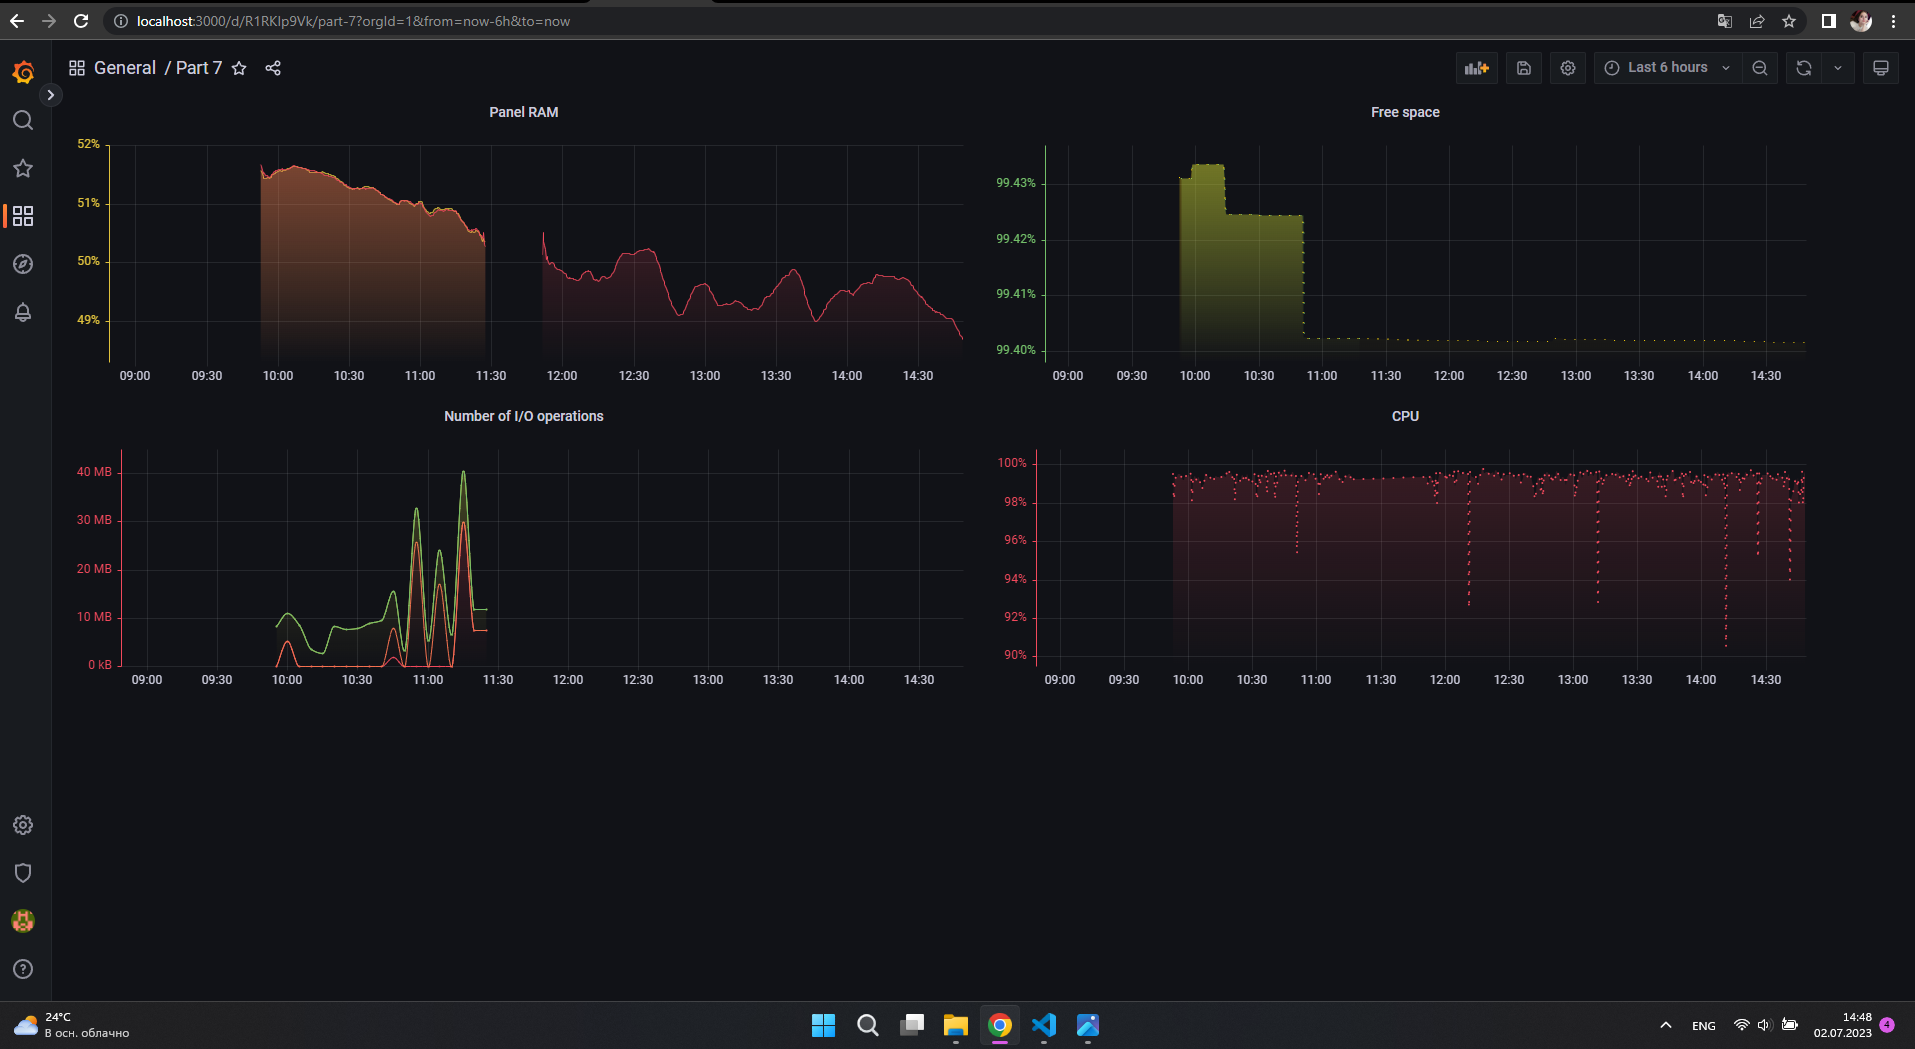 localhost:3000/d/R1RKIp9Vk/part-7?orgId=1&from=now-6h&to=now
General / Part 7
Last 6 hours
Panel RAM
52%
51%
50%
49%
09:00 09:30 10:00 10:30 11:00 11:30 12:00 12:30 13:00 13:30 14:00 14:30
Free space
99.43%
99.42%
99.41%
99.40%
09:00 09:30 10:00 10:30 11:00 11:30 12:00 12:30 13:00 13:30 14:00 14:30
Number of I/O operations
40 MB
30 MB
20 MB
10 MB
0 kB
09:00 09:30 10:00 10:30 11:00 11:30 12:00 12:30 13:00 13:30 14:00 14:30
CPU
100%
98%
96%
94%
92%
90%
09:00 09:30 10:00 10:30 11:00 11:30 12:00 12:30 13:00 13:30 14:00 14:30
24°C
В осн. облачно
ENG
14:48
02.07.2023
4